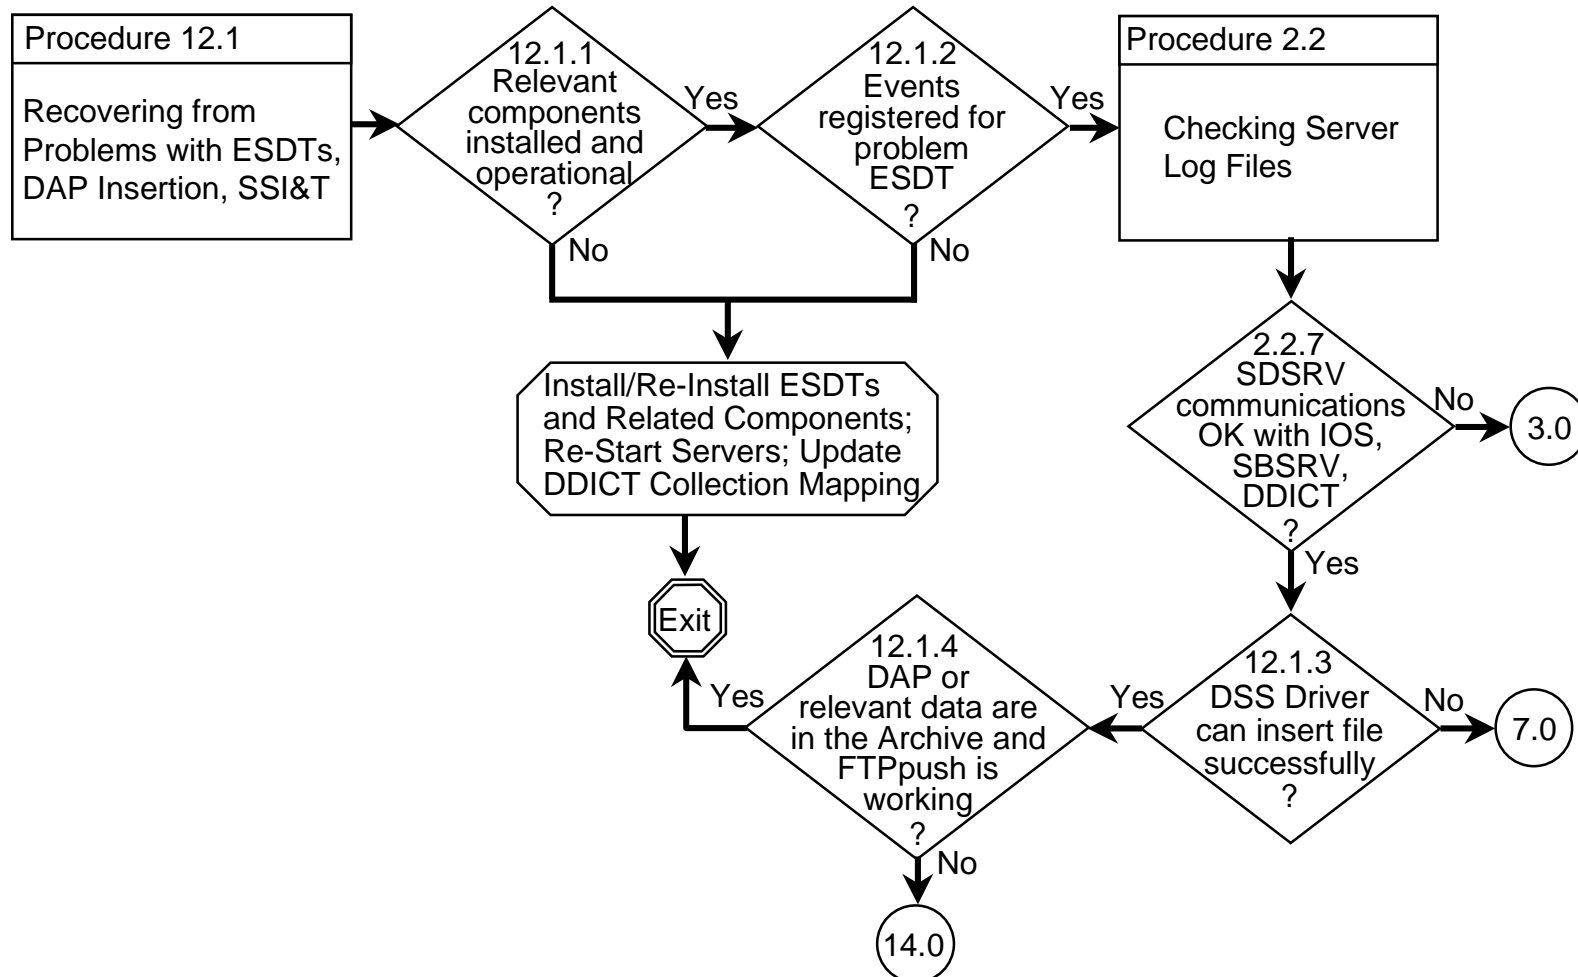 Procedure 12.1
Recovering from
Problems with ESDTs,
DAP Insertion, SSI&T
12.1.1
Relevant
components
installed and
operational
?
Yes
No
12.1.2
Events
registered for
problem
ESDT
?
Yes
No
Procedure 2.2
Checking Server
Log Files
Install/Re-Install ESDTs
and Related Components;
Re-Start Servers; Update
DDICT Collection Mapping
2.2.7
SDSRV
communications
OK with IOS,
SBSRV,
DDICT
?
No
3.0
Yes
12.1.3
DSS Driver
can insert file
successfully
?
No
7.0
Yes
12.1.4
DAP or
relevant data are
in the Archive and
FTPpush is
working
?
Yes
Exit
No
14.0